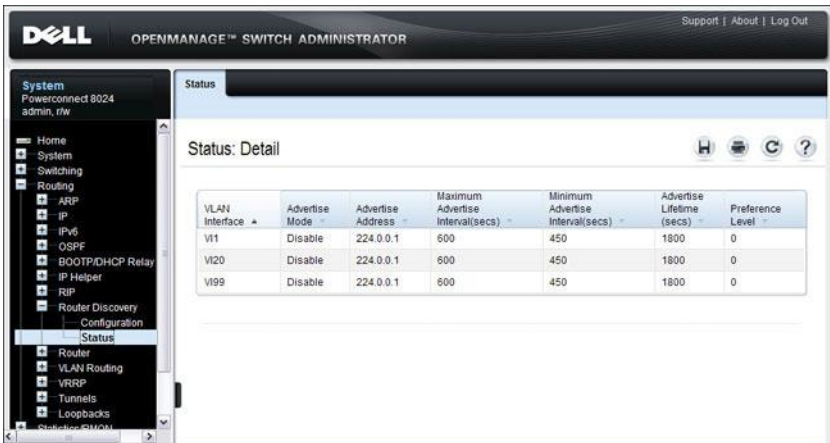 DELL
OPENMANAGE™ SWITCH ADMINISTRATOR
Support | About | Log Out
System
Powerconnect 8024
admin, r/w
Home
System
Switching
Routing
ARP
IP
IPv6
OSPF
BOOTP/DHCP Relay
IP Helper
RIP
Router Discovery
Configuration
Status
Router
VLAN Routing
VRRP
Tunnels
Loopbacks
Statistics/RMON
Status
Status: Detail
VLAN Interface Advertise Mode Advertise Address Maximum Advertise Interval(secs) Minimum Advertise Interval(secs) Advertise Lifetime (secs) Preference Level
Vl1 Disable 224.0.0.1 600 450 1800 0
Vl20 Disable 224.0.0.1 600 450 1800 0
Vl99 Disable 224.0.0.1 600 450 1800 0